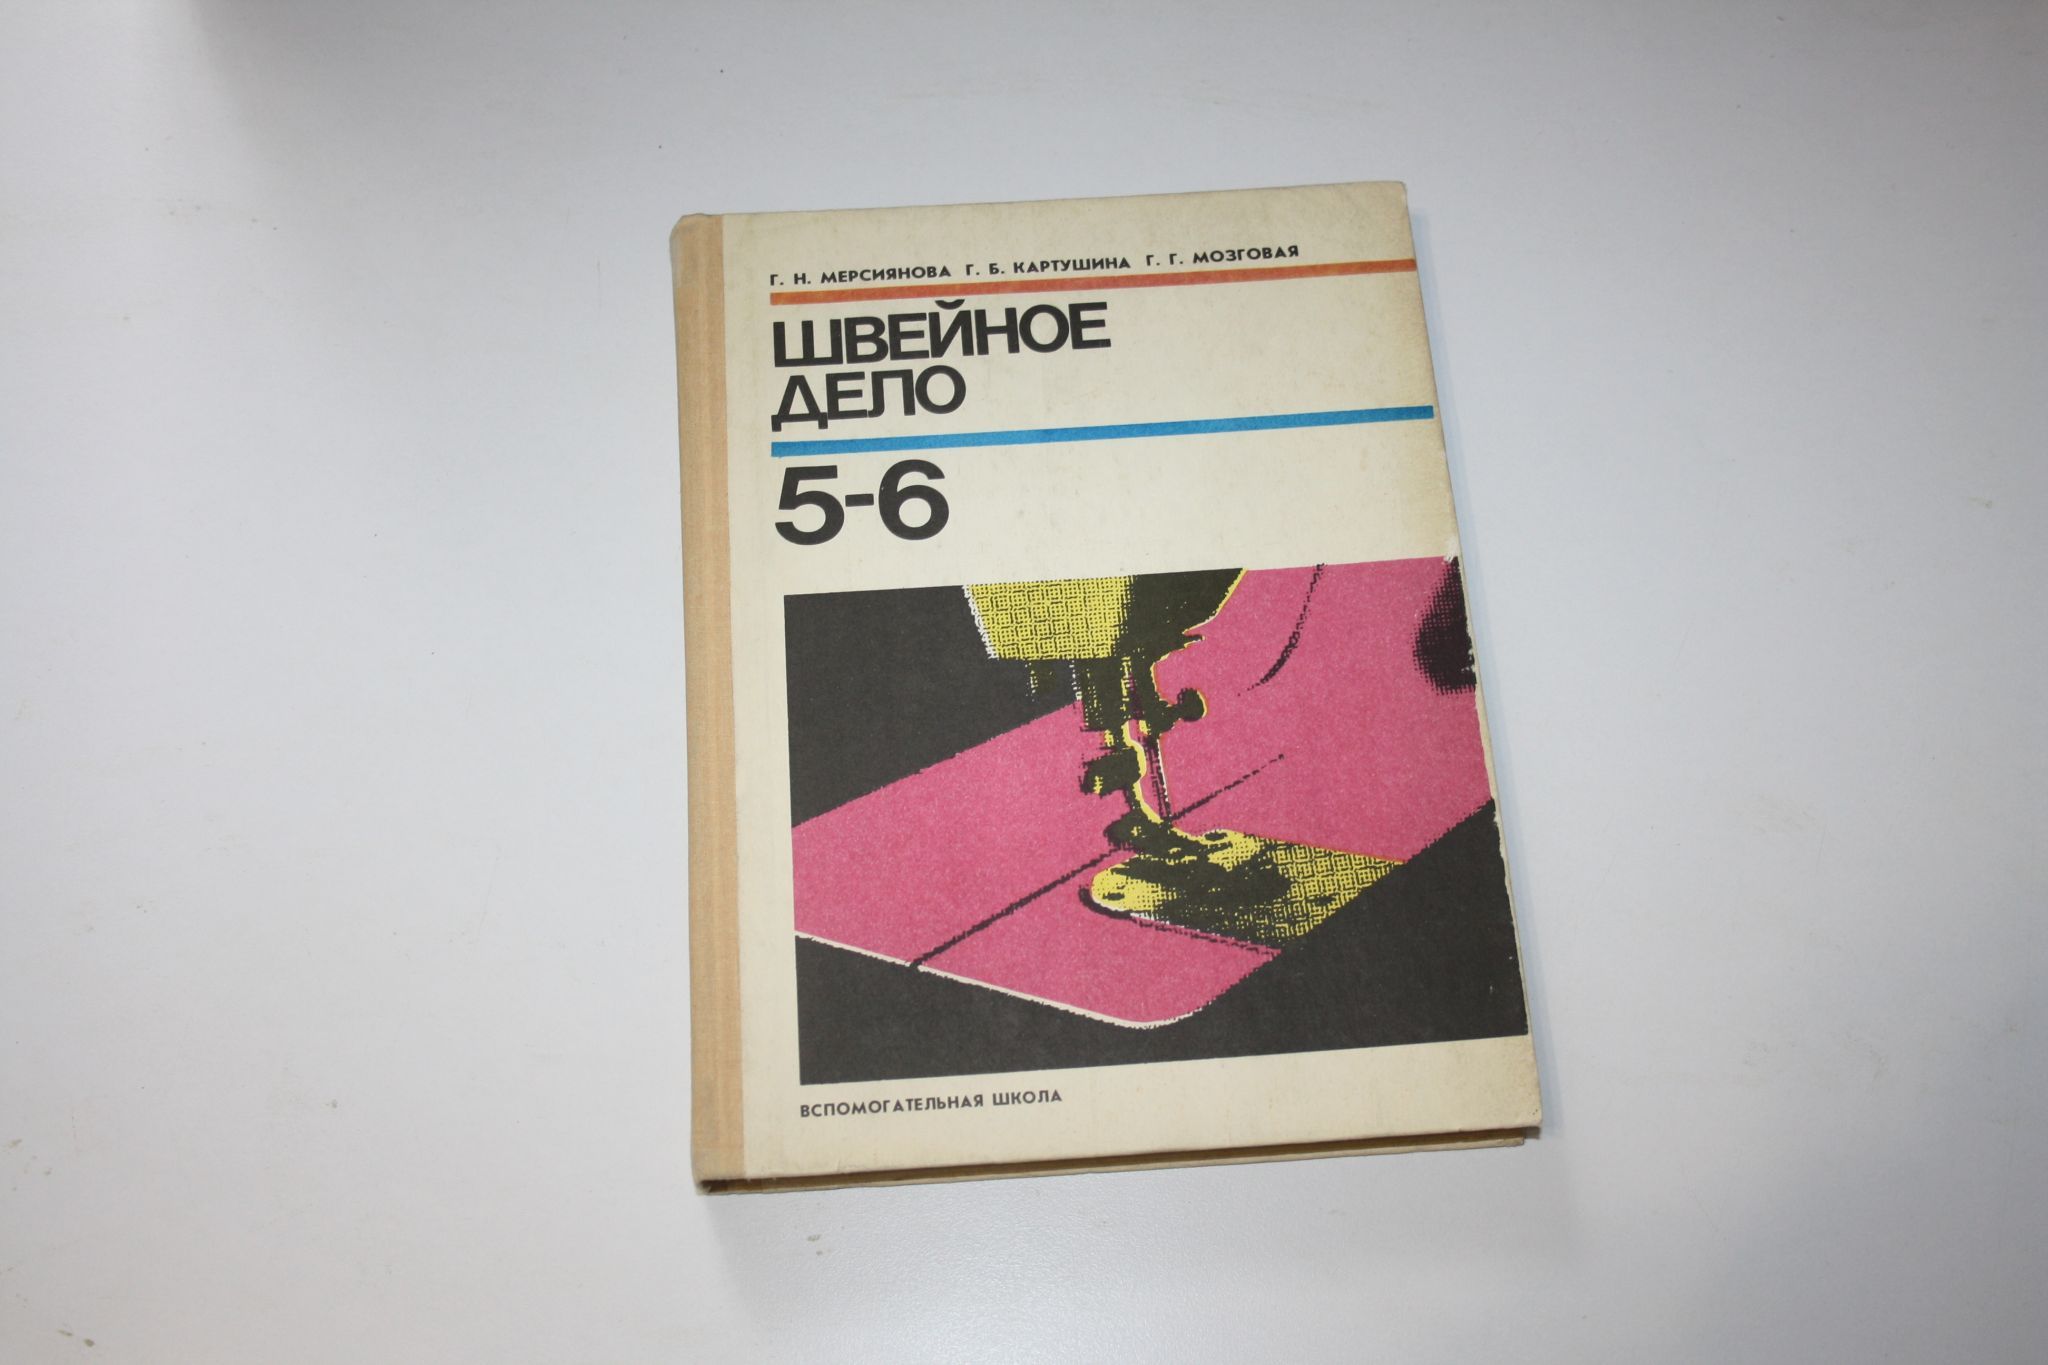 Г. Н. МЕРСИЯНОВА Г. Б. КАРТУШИНА Г. Г. МОЗГОВАЯ
ШВЕЙНОЕ
ДЕЛО
5-6
ВСПОМОГАТЕЛЬНАЯ ШКОЛА